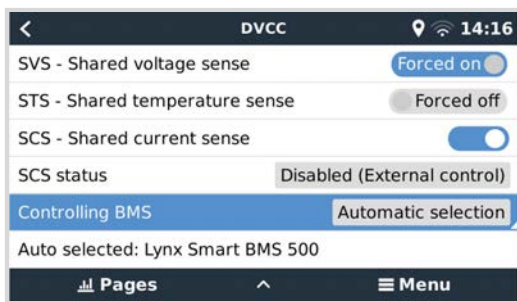 DVCC 14:16
SVS - Shared voltage sense Forced on
STS - Shared temperature sense Forced off
SCS - Shared current sense
SCS status Disabled (External control)
Controlling BMS Automatic selection
Auto selected: Lynx Smart BMS 500
Pages Menu